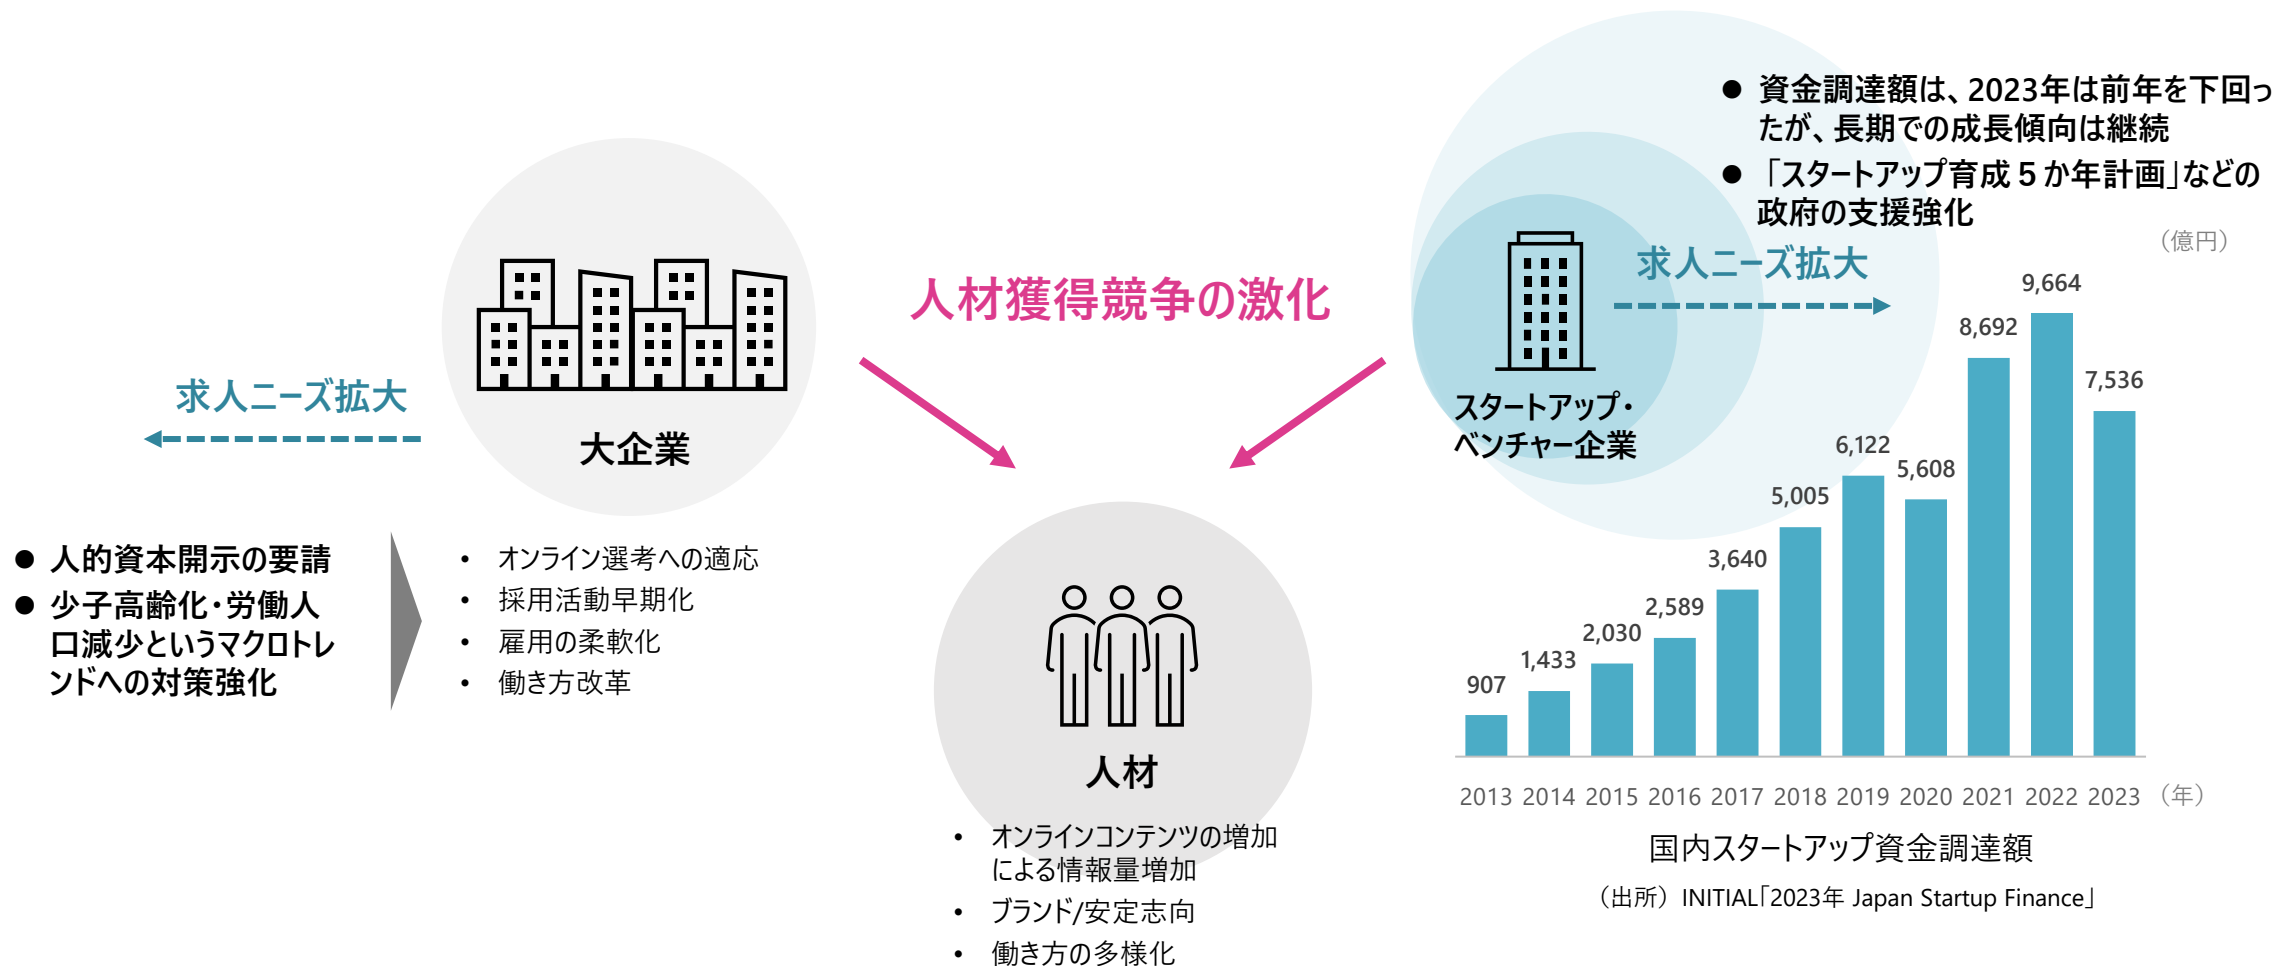 求人ニーズ拡大
大企業
● 人的資本開示の要請
● 少子高齢化・労働人
口減少というマクロトレ
ンドへの対策強化
• オンライン選考への適応
• 採用活動早期化
• 雇用の柔軟化
• 働き方改革
人材獲得競争の激化
人材
• オンラインコンテンツの増加
による情報量増加
• ブランド/安定志向
• 働き方の多様化
● 資金調達額は、2023年は前年を下回っ
たが、長期での成長傾向は継続
● 「スタートアップ育成５か年計画」などの
政府の支援強化
求人ニーズ拡大
スタートアップ・
ベンチャー企業
（億円）
907
1,433
2,030
2,589
3,640
5,005
6,122
5,608
8,692
9,664
7,536
2013 2014 2015 2016 2017 2018 2019 2020 2021 2022 2023 （年）
国内スタートアップ資金調達額
（出所）INITIAL「2023年 Japan Startup Finance」